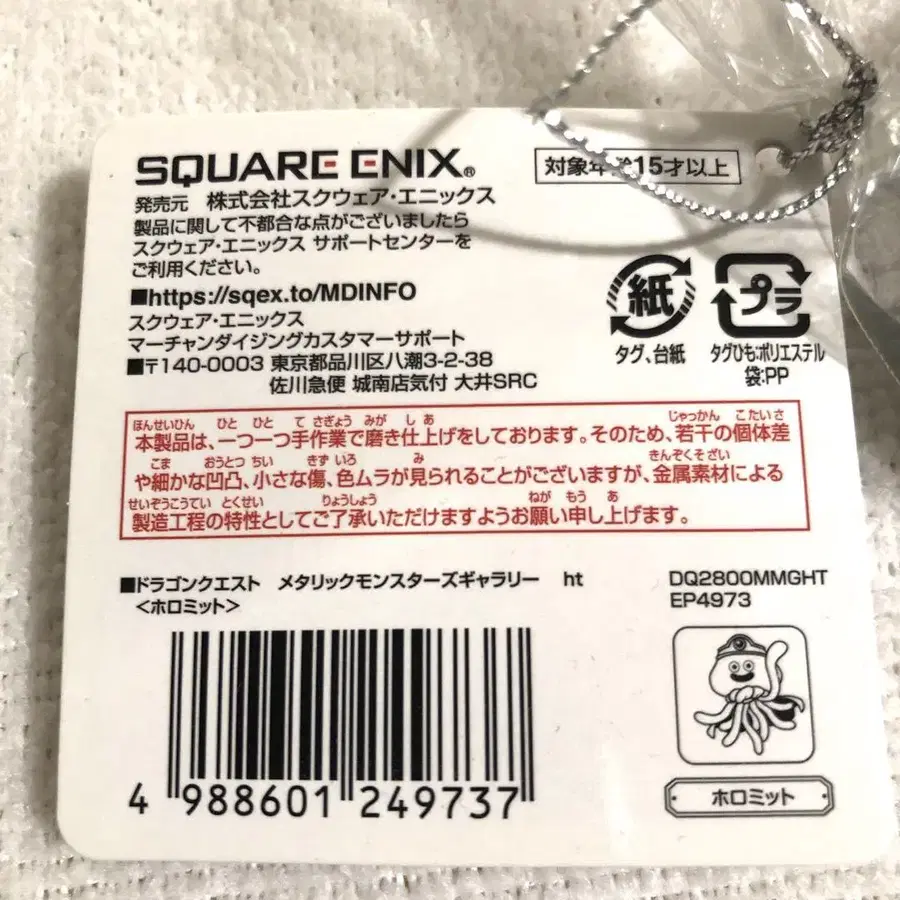 SQUARE ENIX®
対象年齢15才以上
発売元 株式会社スクウェア・エニックス
製品に関して不都合な点がございましたら
スクウェア・エニックス サポートセンターを
ご利用ください。
■https://sqex.to/MDINFO
スクウェア・エニックス
マーチャンダイジングカスタマーサポート
■〒140-0003 東京都品川区八潮3-2-38
佐川急便 城南店気付 大井SRC
紙
タグ、台紙
プラ
タグひも:ポリエステル
袋:PP
ほんせいひん ひと ひと て さぎょう みが し あ じゃっかん こたいさ
本製品は、一つ一つ手作業で磨き仕上げをしております。そのため、若干の個体差
こま おうとつ ちい きず いろ み きんぞくそざい
や細かな凹凸、小さな傷、色ムラが見られることがございますが、金属素材による
せいぞうこうてい とくせい りょうしょう ねが もう あ
製造工程の特性としてご了承いただけますようお願い申し上げます。
■ドラゴンクエスト メタリックモンスターズギャラリー ht
<ホロミット>
DQ2800MMGHT
EP4973
4 988601 249737
ホロミット